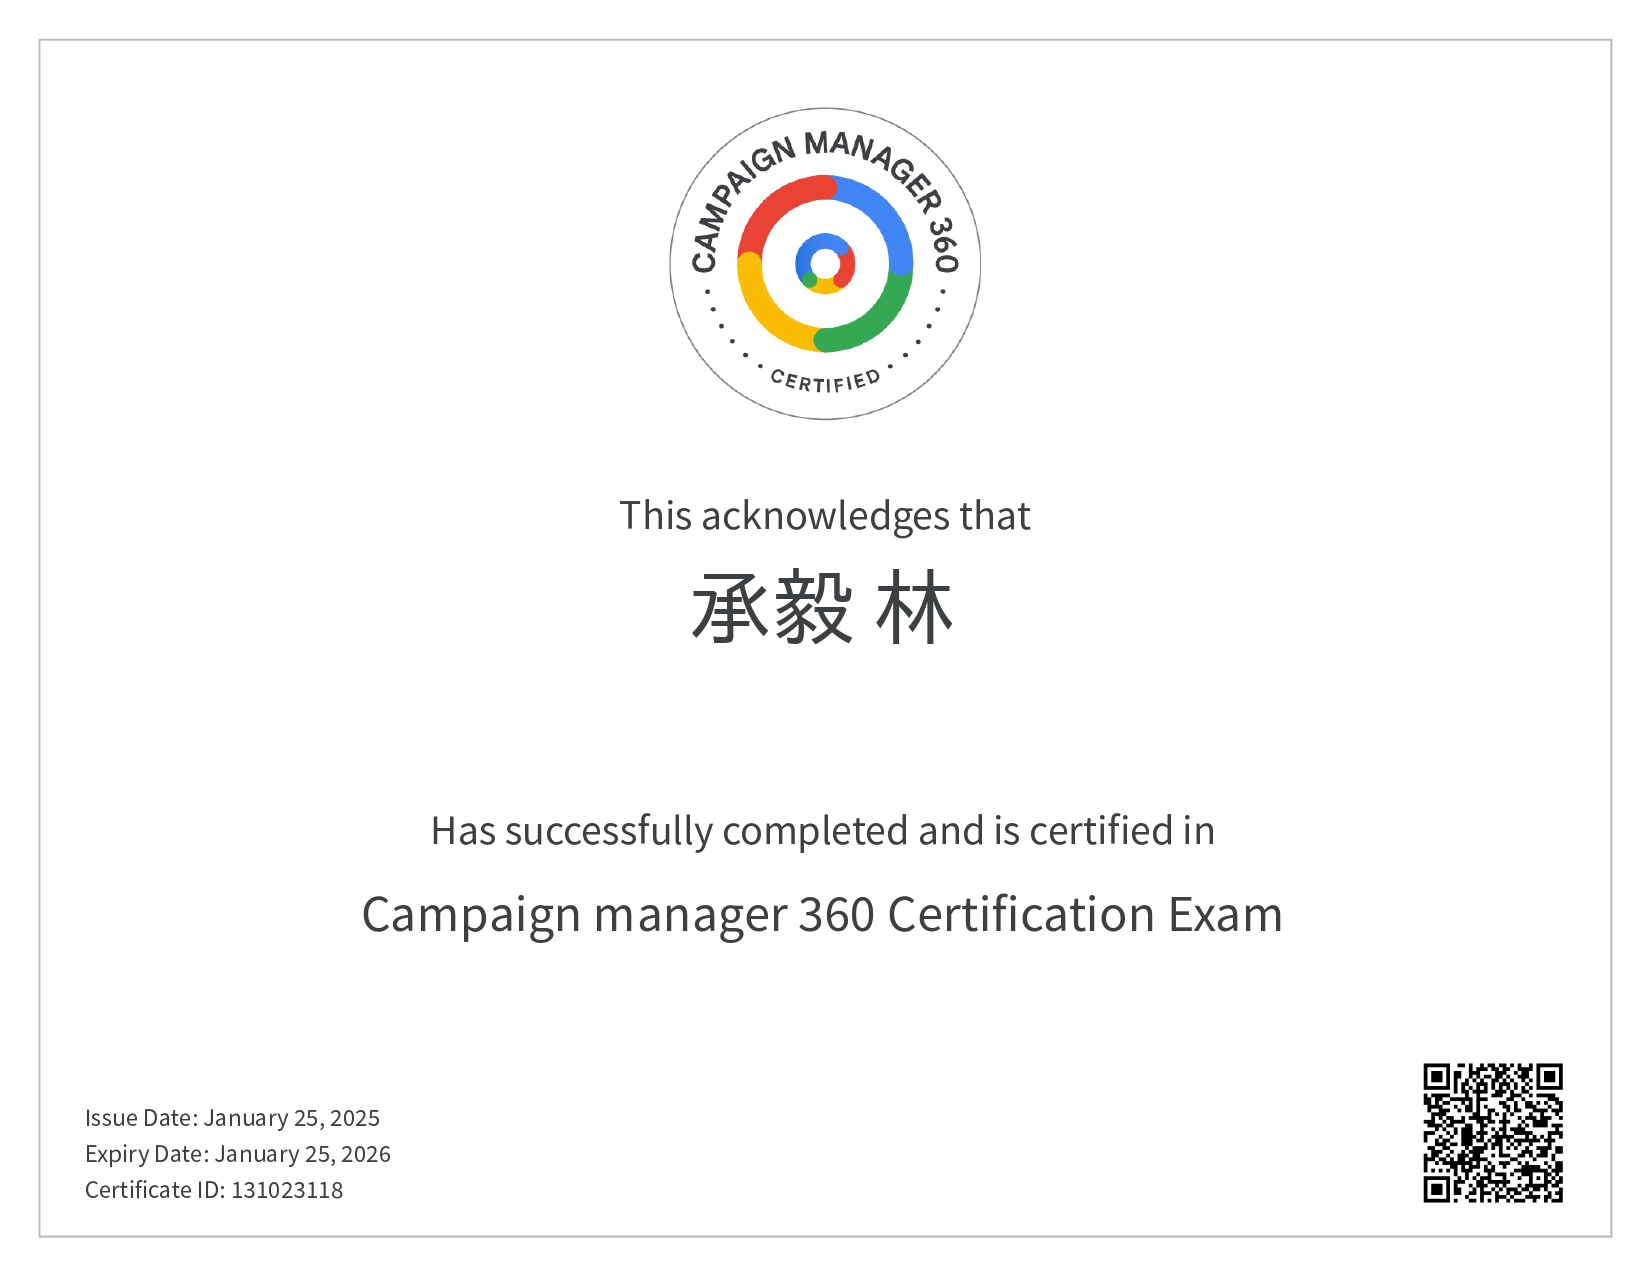 CAMPAIGN MANAGER 360
CERTIFIED
This acknowledges that
承毅 林
Has successfully completed and is certified in
Campaign manager 360 Certification Exam
Issue Date: January 25, 2025
Expiry Date: January 25, 2026
Certificate ID: 131023118